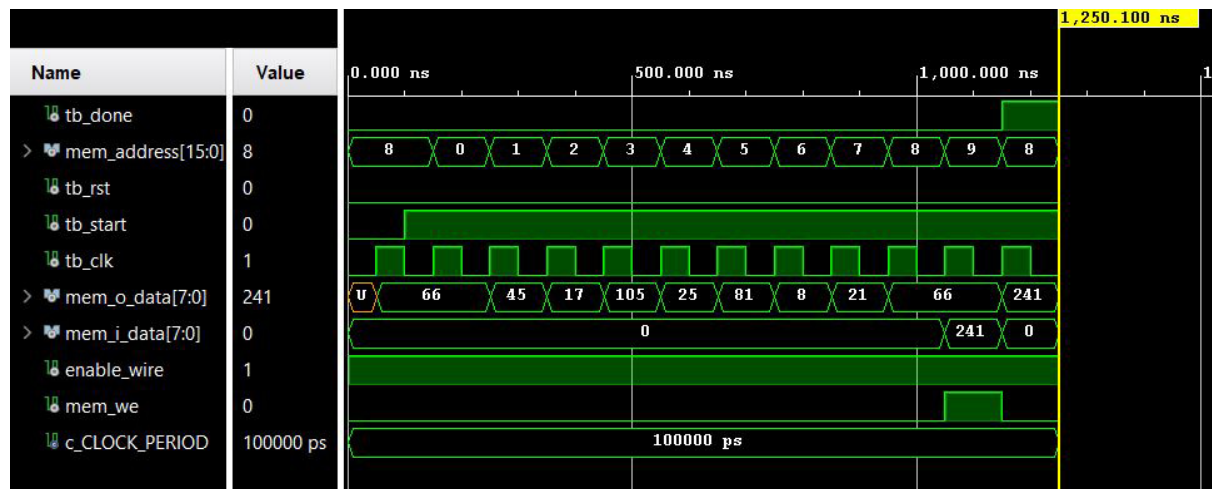 1,250.100 ns
Name Value 0.000 ns 500.000 ns 1,000.000 ns 1
tb_done 0
mem_address[15:0] 8 8 0 1 2 3 4 5 6 7 8 9 8
tb_rst 0
tb_start 0
tb_clk 1
mem_o_data[7:0] 241 U 66 45 17 105 25 81 8 21 66 241
mem_i_data[7:0] 0 0 241 0
enable_wire 1
mem_we 0
c_CLOCK_PERIOD 100000 ps 100000 ps